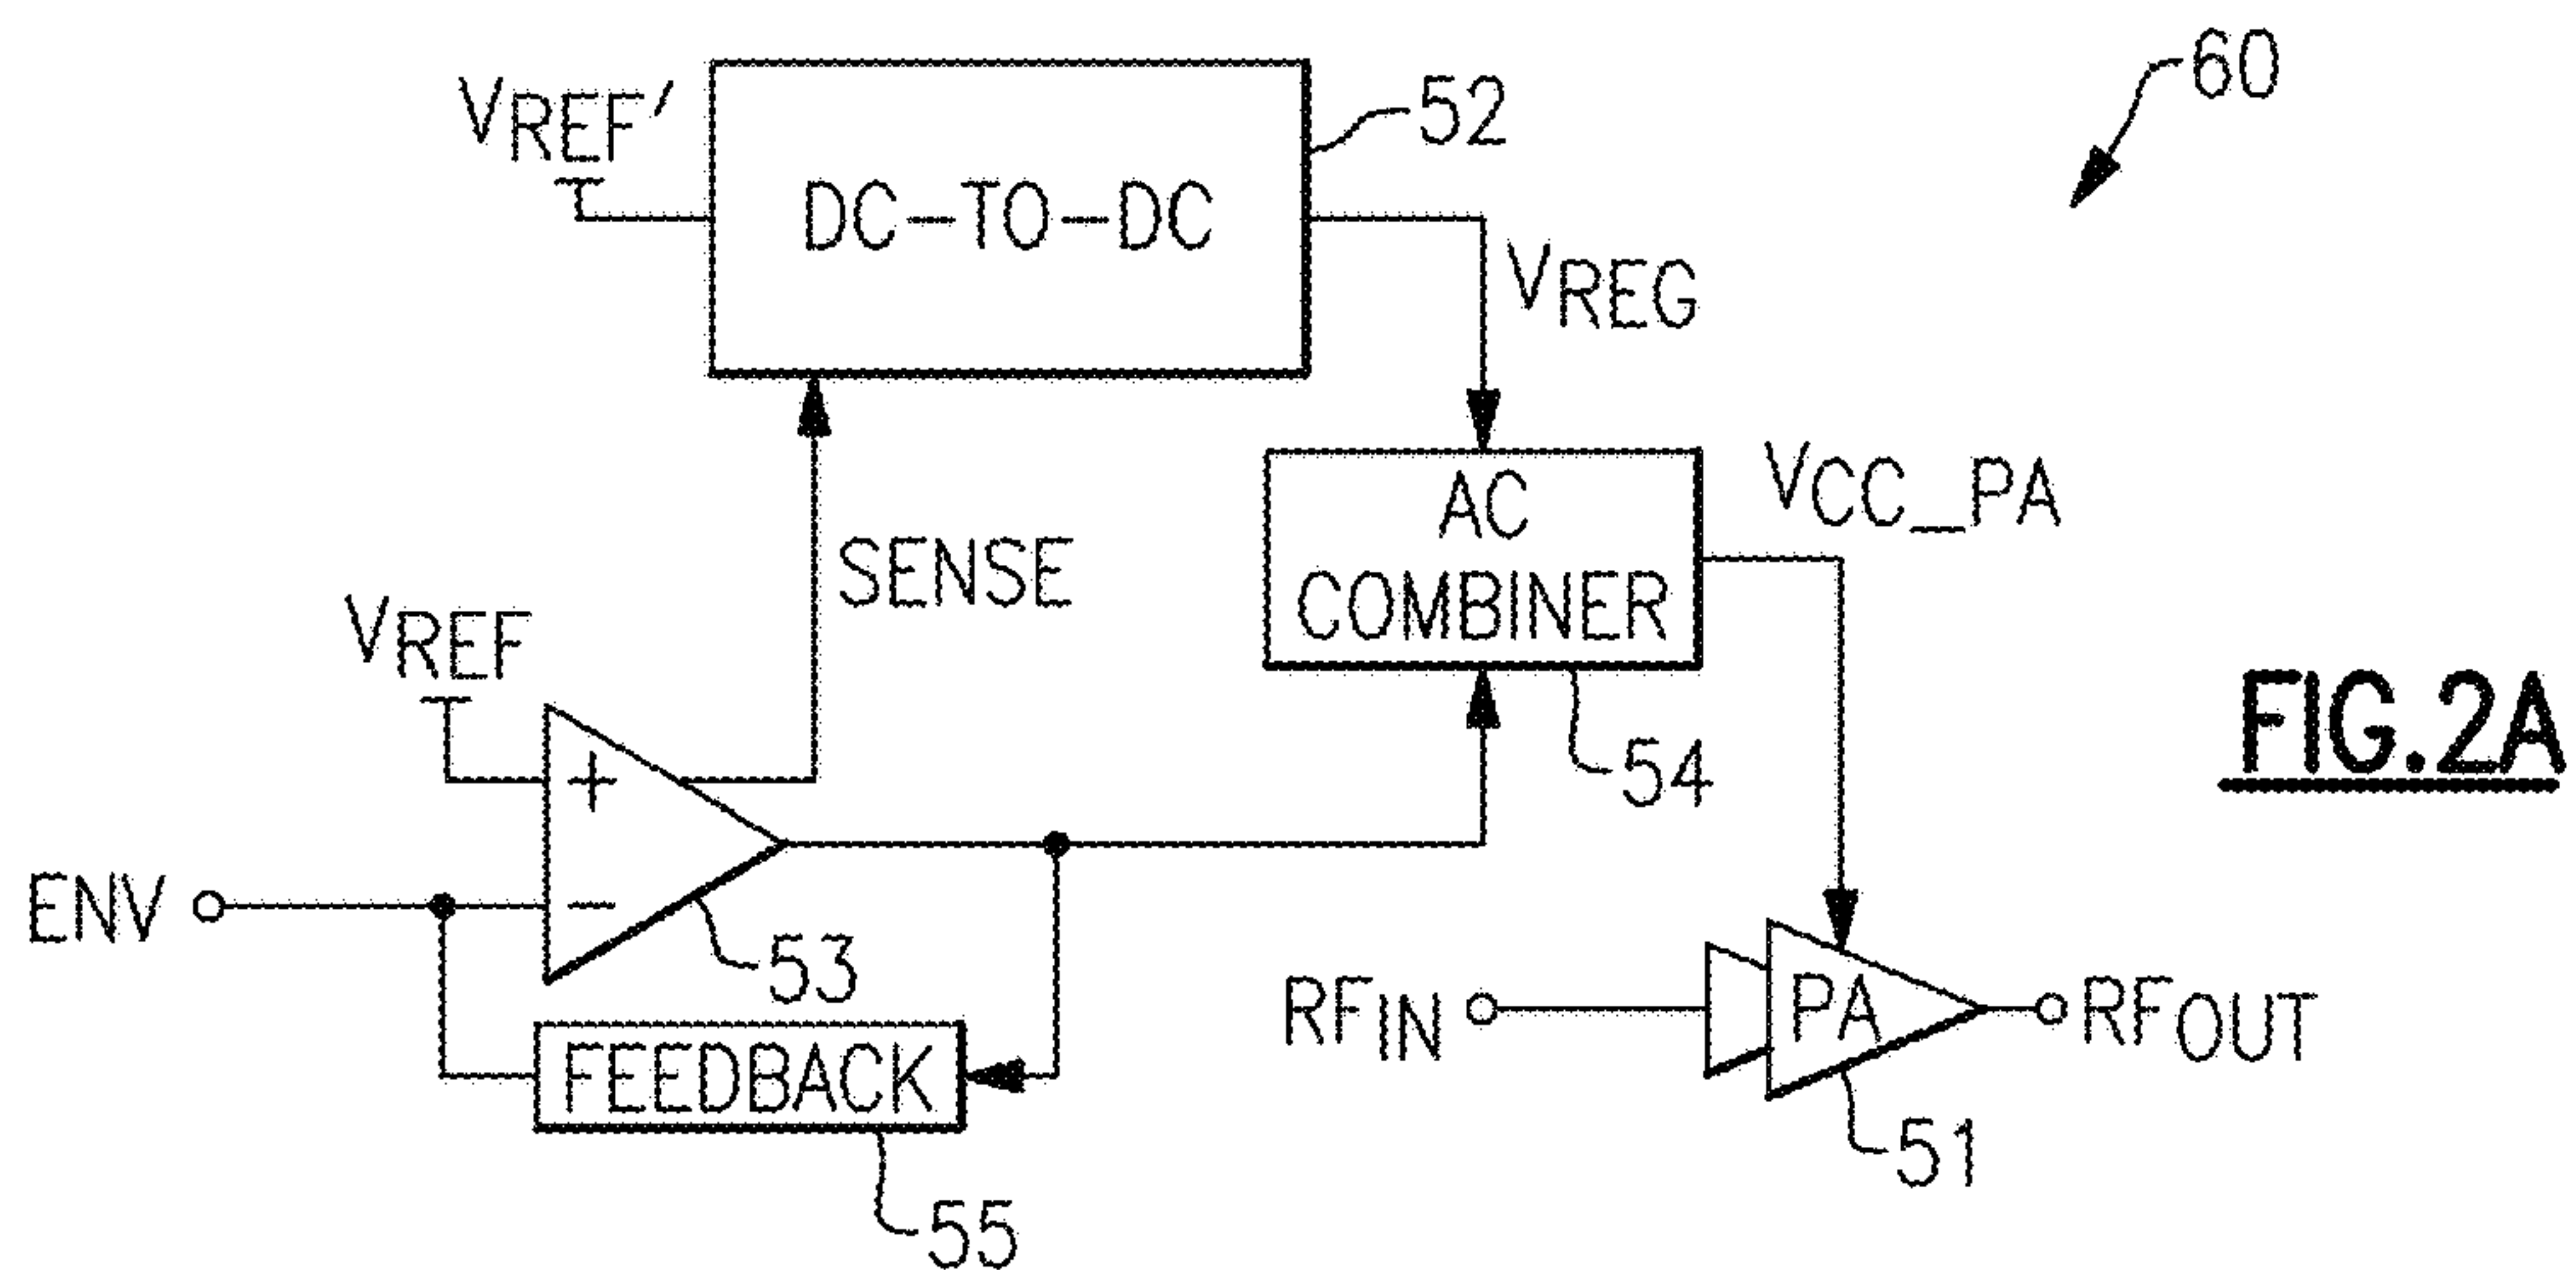 60
VREF'
52
DC-TO-DC
VREG
AC
COMBINER
VCC_PA
SENSE
VREF
+
54
FIG.2A
ENV
−
53
RFIN
PA
RFOUT
FEEDBACK
51
55